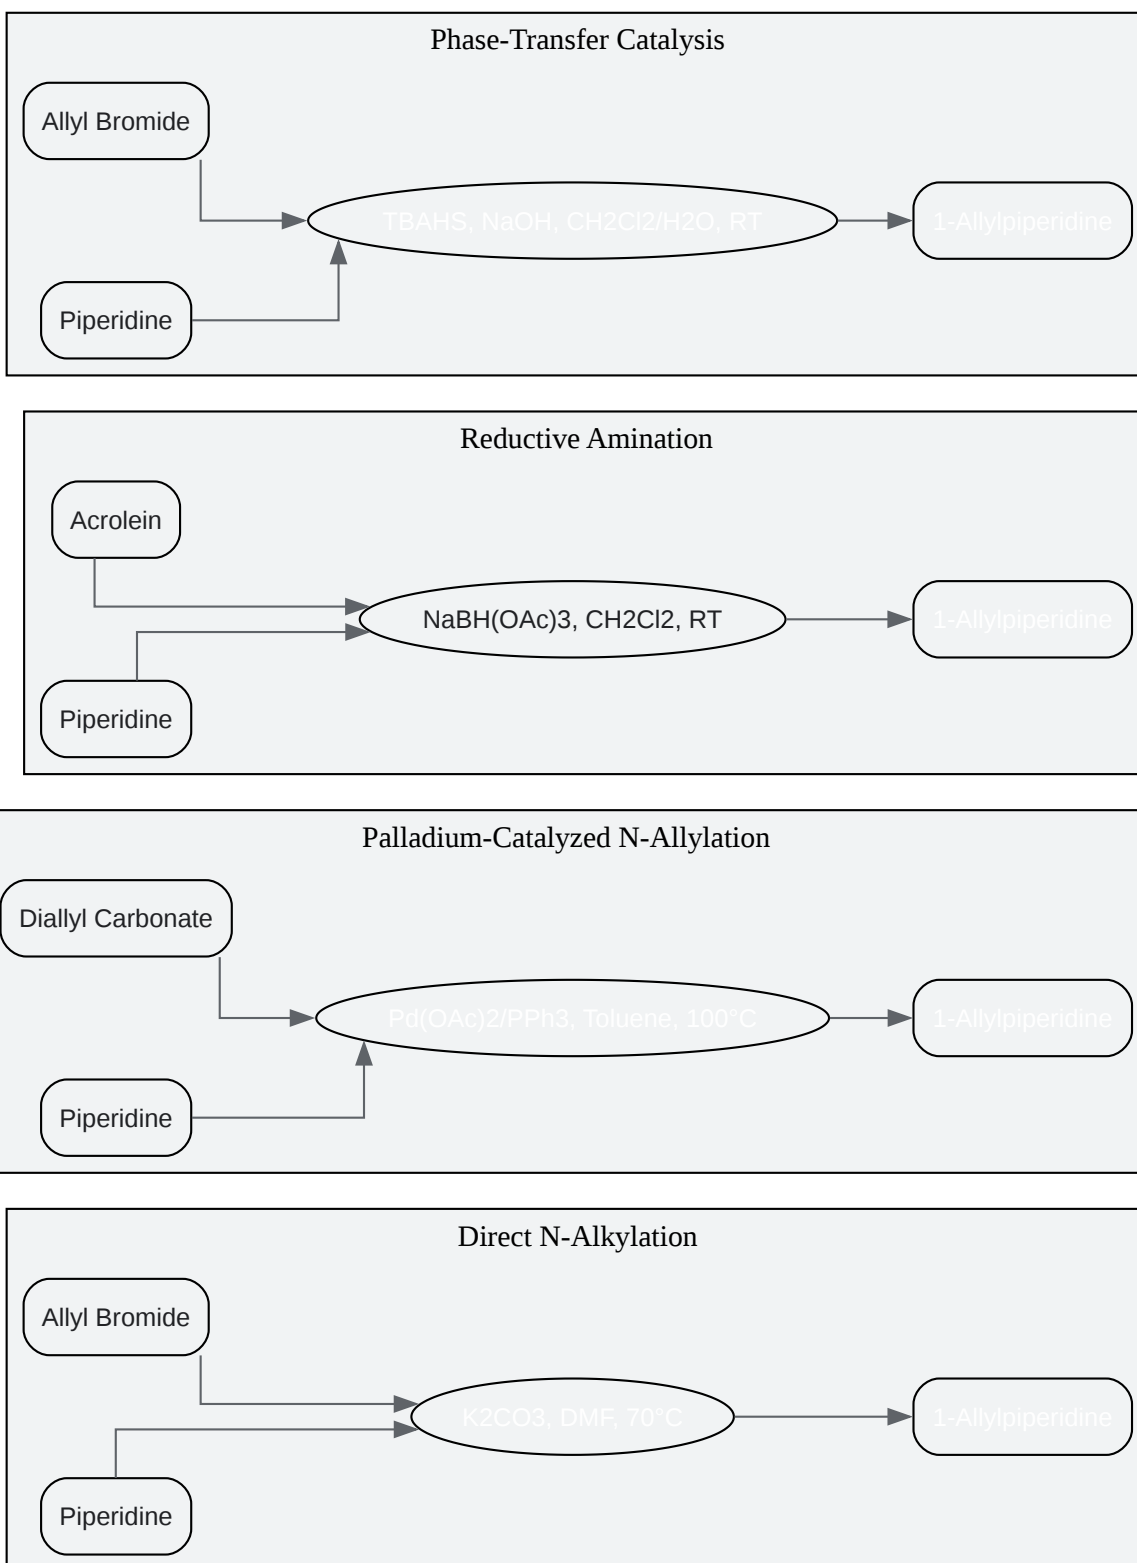 Phase-Transfer Catalysis
Allyl Bromide
TBAHS, NaOH, CH2Cl2/H2O, RT
1-Allylpiperidine
Piperidine
Reductive Amination
Acrolein
NaBH(OAc)3, CH2Cl2, RT
1-Allylpiperidine
Piperidine
Palladium-Catalyzed N-Allylation
Diallyl Carbonate
Pd(OAc)2/PPh3, Toluene, 100°C
1-Allylpiperidine
Piperidine
Direct N-Alkylation
Allyl Bromide
K2CO3, DMF, 70°C
1-Allylpiperidine
Piperidine